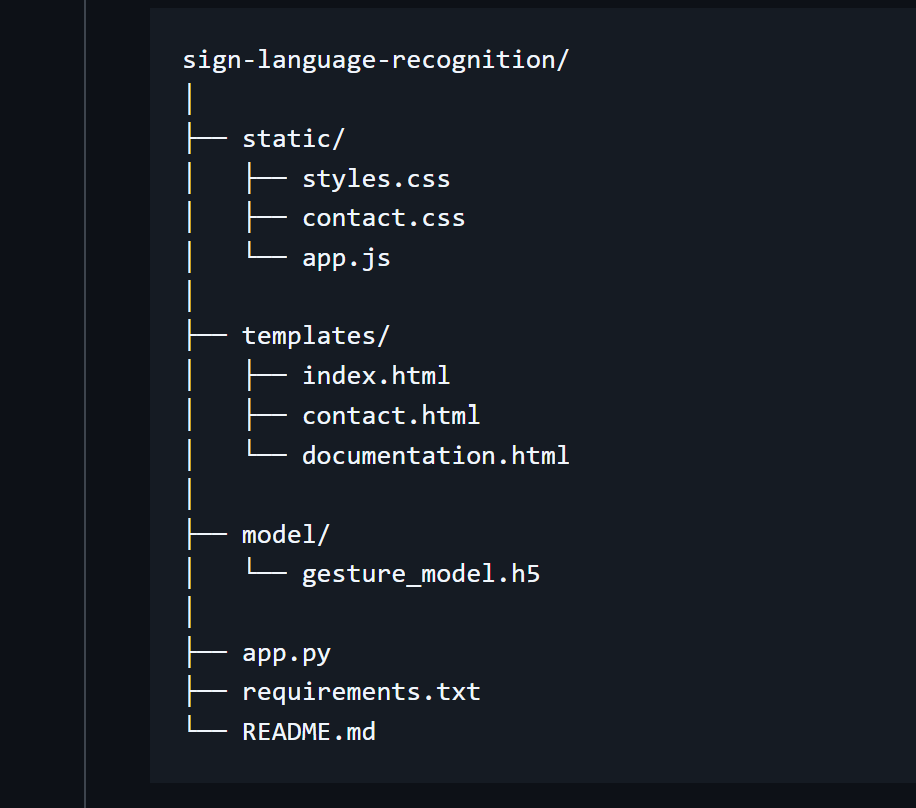 sign-language-recognition/
│
├── static/
│   ├── styles.css
│   ├── contact.css
│   └── app.js
│
├── templates/
│   ├── index.html
│   ├── contact.html
│   └── documentation.html
│
├── model/
│   └── gesture_model.h5
│
├── app.py
├── requirements.txt
└── README.md